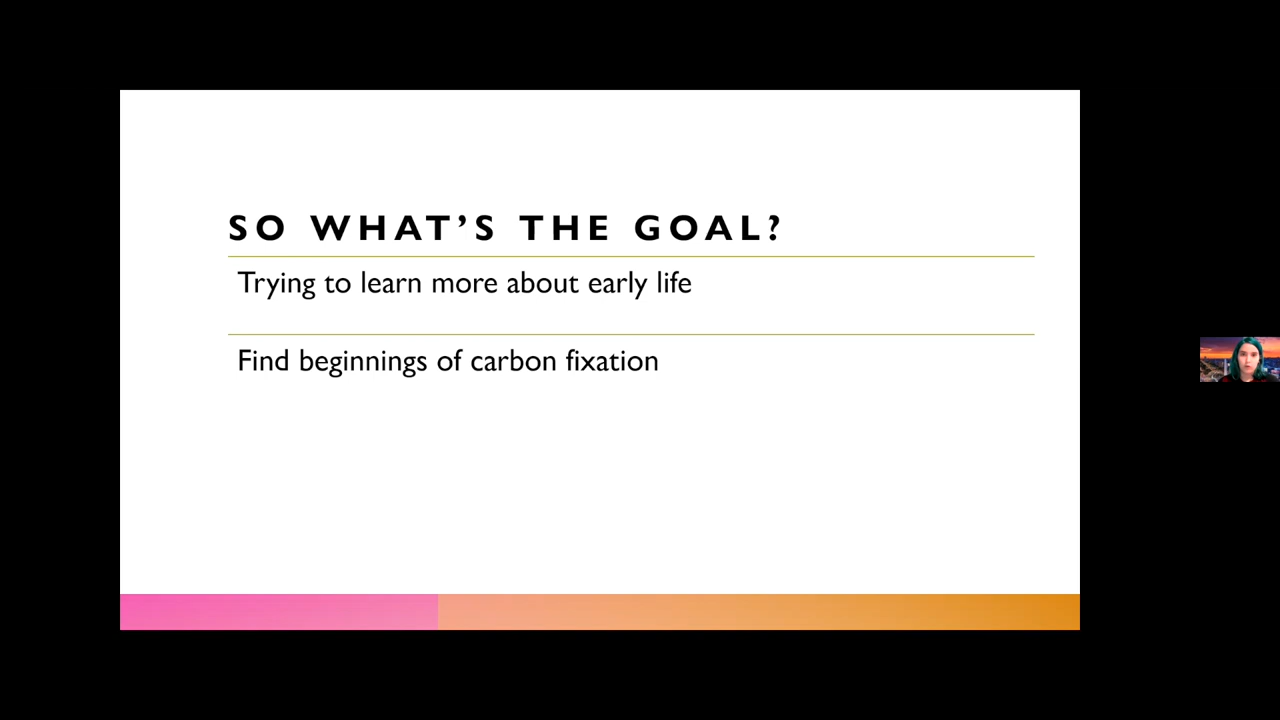 SO WHAT’S THE GOAL?
Trying to learn more about early life
Find beginnings of carbon fixation